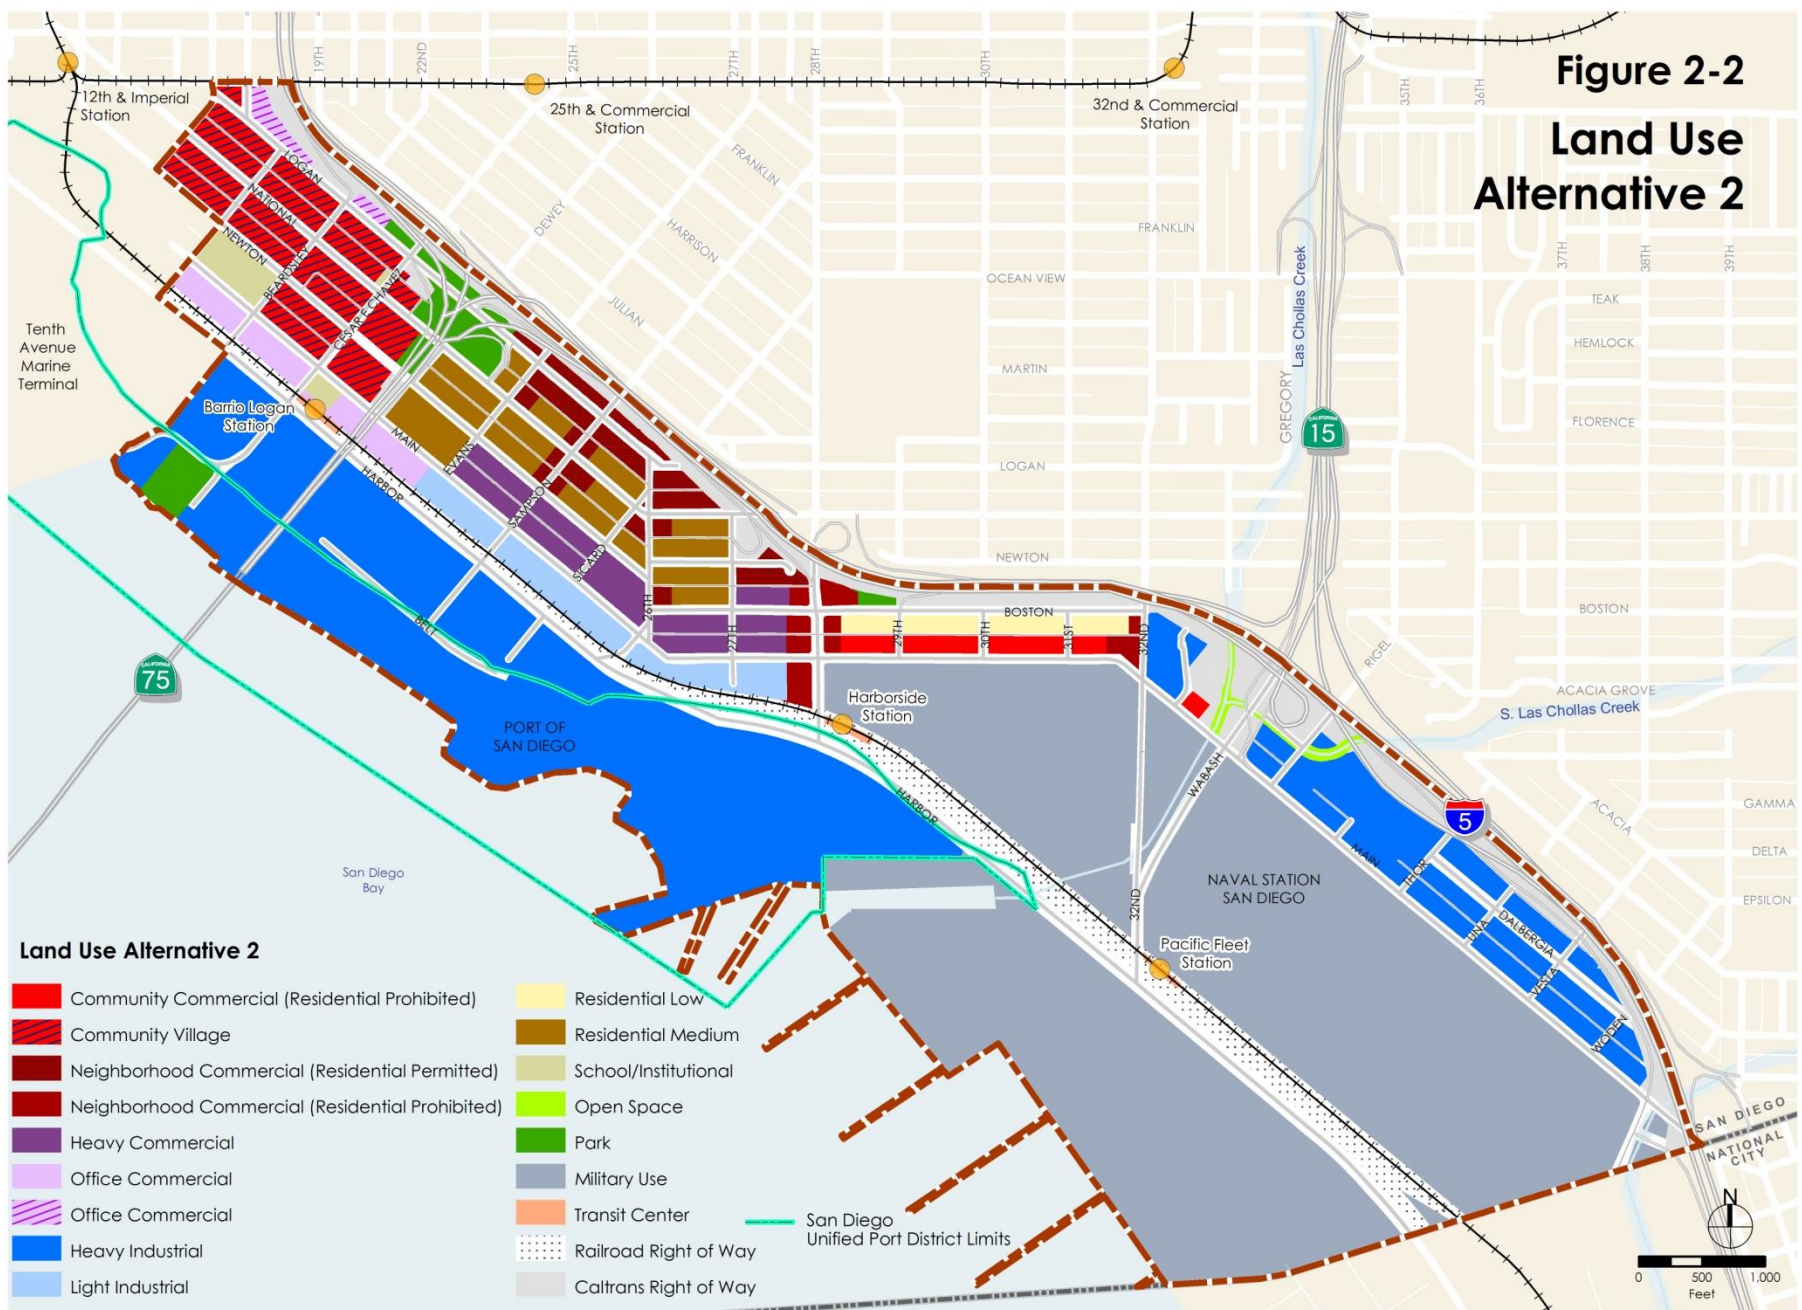 Figure 2-2
Land Use
Alternative 2
19TH
22ND
25TH
27TH
28TH
30TH
35TH
36TH
12th & Imperial
Station
25th & Commercial
Station
32nd & Commercial
Station
FRANKLIN
DEWEY
HARRISON
JULIAN
FRANKLIN
OCEAN VIEW
MARTIN
LOGAN
NEWTON
Las Chollas Creek
GREGORY
37TH
38TH
39TH
TEAK
HEMLOCK
FLORENCE
BOSTON
CALIFORNIA
15
LOGAN
NATIONAL
NEWTON
BEARDSLEY
CESAR E CHAVEZ
Tenth
Avenue
Marine
Terminal
Barrio Logan
Station
MAIN
HARBOR
EVANS
SAMPSON
SICARD
26TH
27TH
BELT
BOSTON
29TH
30TH
31ST
32ND
RIGEL
ACACIA GROVE
S. Las Chollas Creek
CALIFORNIA
75
Harborside
Station
PORT OF
SAN DIEGO
HARBOR
WABASH
5
ACACIA
GAMMA
DELTA
EPSILON
MAIN
THOR
UNA
DALBERGIA
VESTA
WODEN
NAVAL STATION
SAN DIEGO
32ND
Pacific Fleet
Station
San Diego
Bay
SAN DIEGO
NATIONAL
CITY
Land Use Alternative 2
Community Commercial (Residential Prohibited)
Community Village
Neighborhood Commercial (Residential Permitted)
Neighborhood Commercial (Residential Prohibited)
Heavy Commercial
Office Commercial
Office Commercial
Heavy Industrial
Light Industrial
Residential Low
Residential Medium
School/Institutional
Open Space
Park
Military Use
Transit Center
Railroad Right of Way
Caltrans Right of Way
San Diego
Unified Port District Limits
N
0 500 1,000
Feet